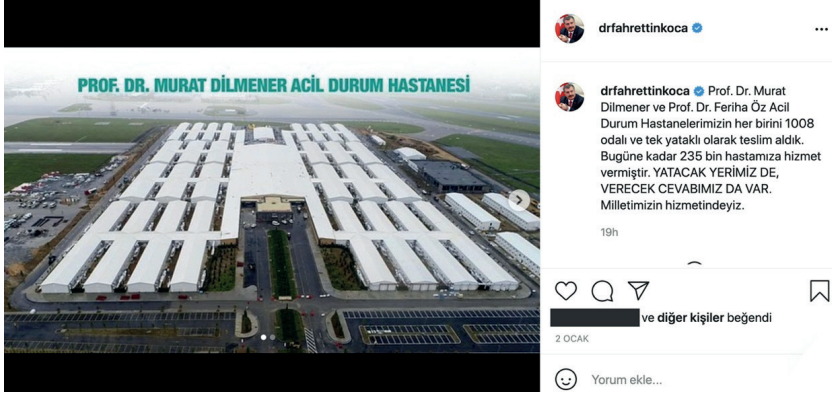 PROF. DR. MURAT DİLMENER ACİL DURUM HASTANESİ
drfahrettinkoca
drfahrettinkoca Prof. Dr. Murat
Dilmener ve Prof. Dr. Feriha Öz Acil
Durum Hastanelerimizin her birini 1008
odalı ve tek yataklı olarak teslim aldık.
Bugüne kadar 235 bin hastamıza hizmet
vermiştir. YATACAK YERİMİZ DE,
VERECEK CEVABIMIZ DA VAR.
Milletimizin hizmetindeyiz.
19h
ve diğer kişiler beğendi
2 OCAK
Yorum ekle...